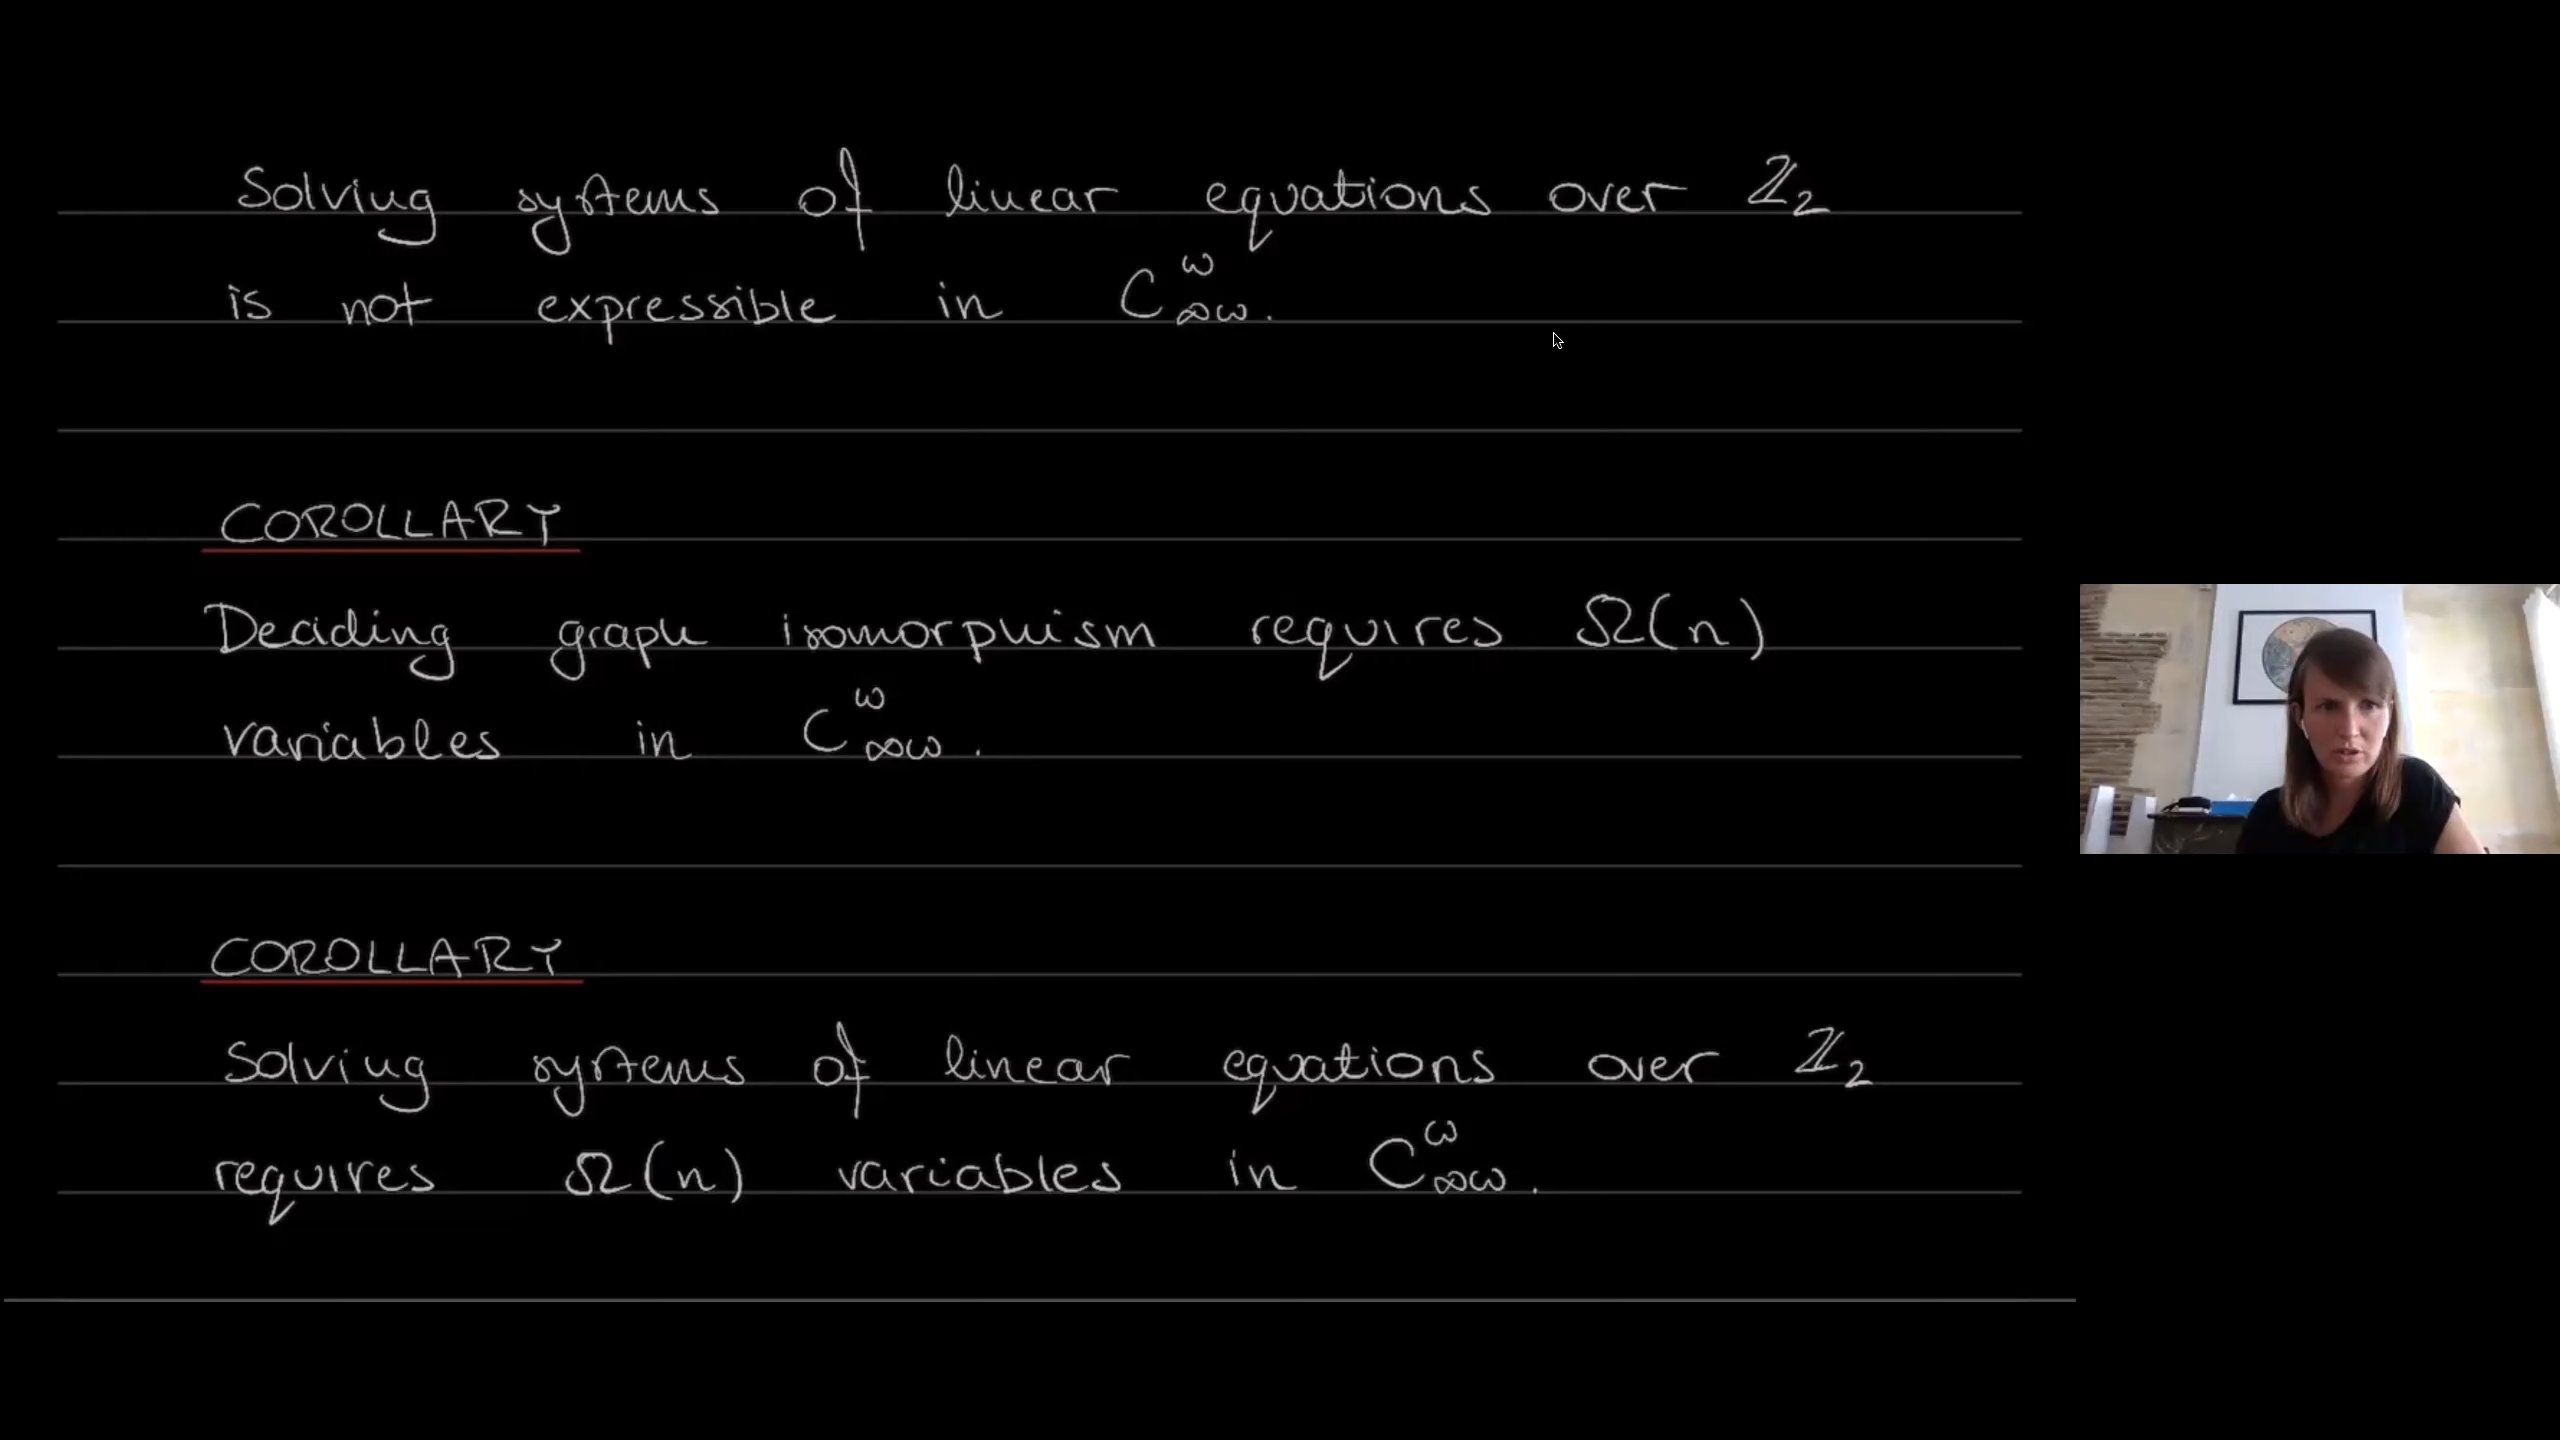 Solving systems of linear equations over ℤ₂
is not expressible in C^ω_∞ω.
COROLLARY
Deciding graph isomorphism requires Ω(n)
variables in C^ω_∞ω.
COROLLARY
Solving systems of linear equations over ℤ₂
requires Ω(n) variables in C^ω_∞ω.